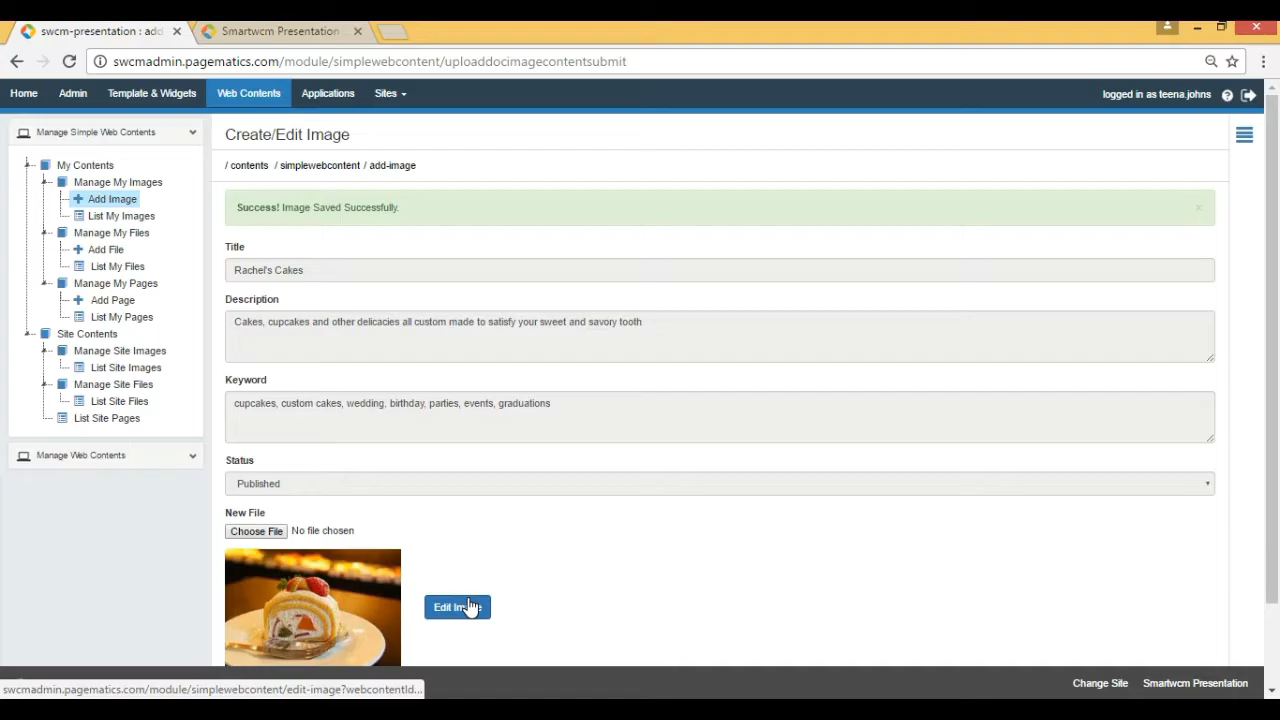 swcm-presentation : add
Smartwcm Presentation
swcmadmin.pagematics.com/module/simplewebcontent/uploaddocimagecontentsubmit
Home Admin Template & Widgets Web Contents Applications Sites logged in as teena.johns ?
Manage Simple Web Contents
My Contents
Manage My Images
Add Image
List My Images
Manage My Files
Add File
List My Files
Manage My Pages
Add Page
List My Pages
Site Contents
Manage Site Images
List Site Images
Manage Site Files
List Site Files
List Site Pages
Manage Web Contents
Create/Edit Image
/ contents / simplewebcontent / add-image
Success! Image Saved Successfully.
Title
Rachel's Cakes
Description
Cakes, cupcakes and other delicacies all custom made to satisfy your sweet and savory tooth
Keyword
cupcakes, custom cakes, wedding, birthday, parties, events, graduations
Status
Published
New File
Choose File No file chosen
Edit Image
swcmadmin.pagematics.com/module/simplewebcontent/edit-image?webcontentId...
Change Site Smartwcm Presentation